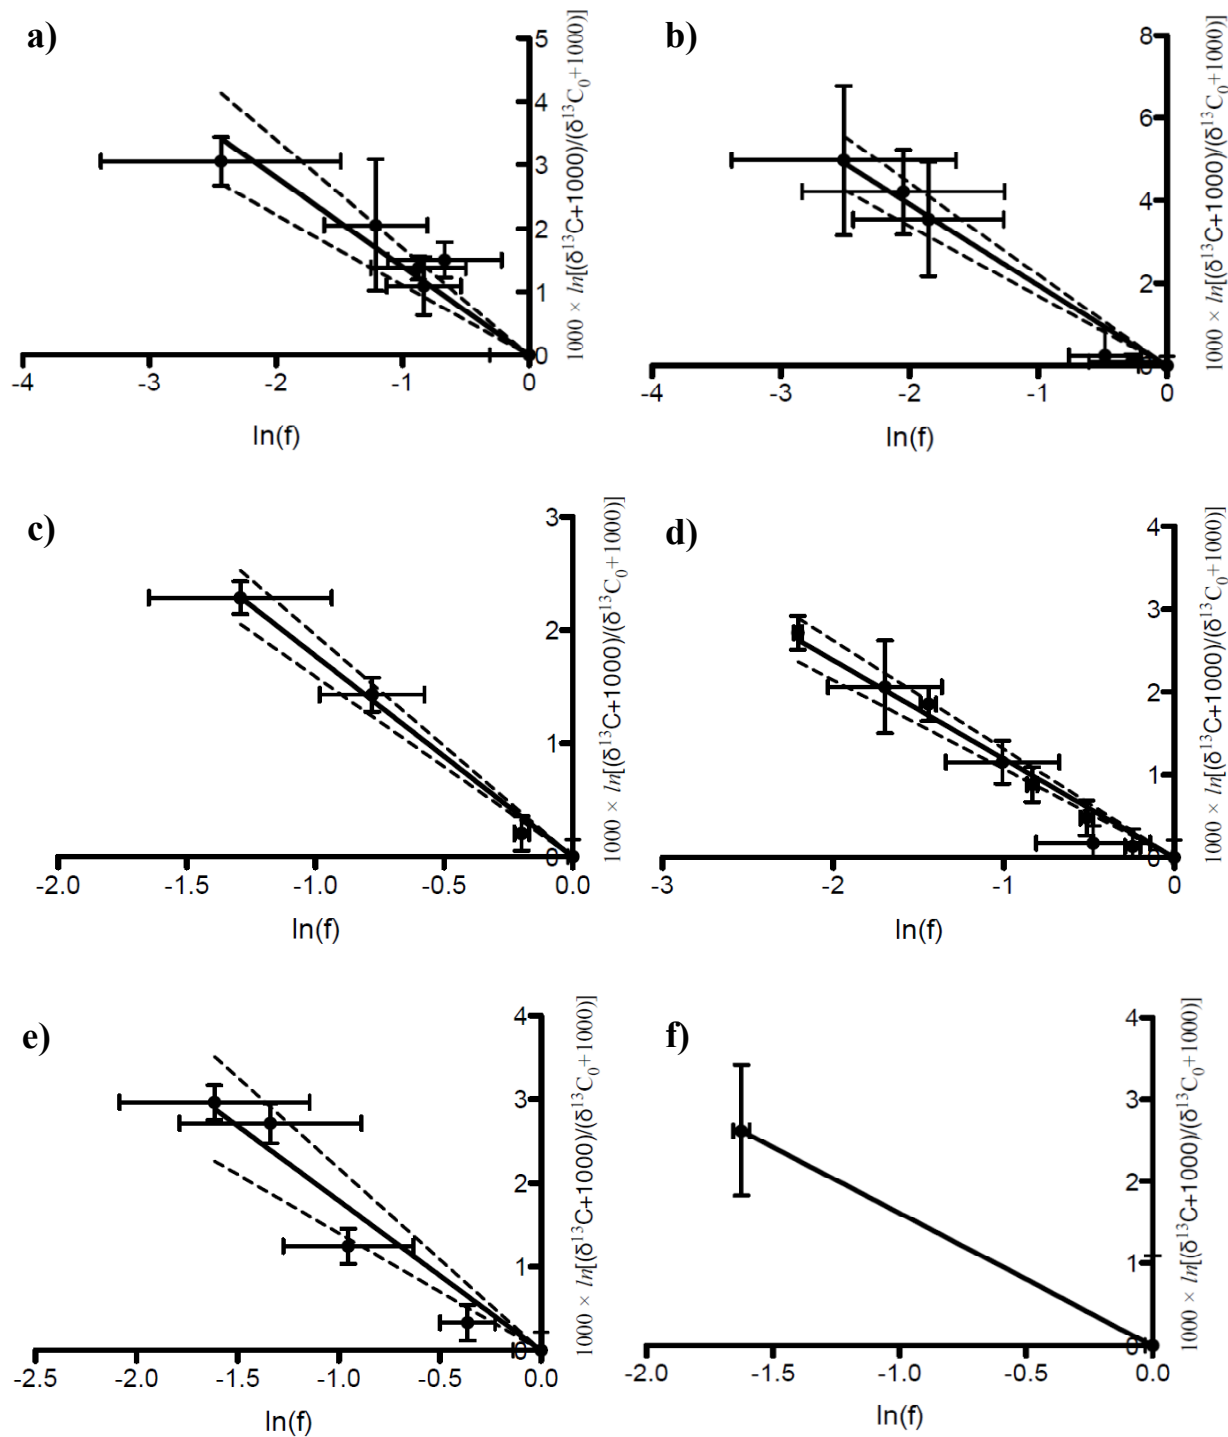 a)
5
4
3
2
1
0
-4 -3 -2 -1 0
ln(f)
1000 × ln[(δ¹³C+1000)/(δ¹³C₀+1000)]
b)
8
6
4
2
0
-4 -3 -2 -1 0
ln(f)
1000 × ln[(δ¹³C+1000)/(δ¹³C₀+1000)]
c)
3
2
1
0
-2.0 -1.5 -1.0 -0.5 0.0
ln(f)
1000 × ln[(δ¹³C+1000)/(δ¹³C₀+1000)]
d)
4
3
2
1
0
-3 -2 -1 0
ln(f)
1000 × ln[(δ¹³C+1000)/(δ¹³C₀+1000)]
e)
4
3
2
1
0
-2.5 -2.0 -1.5 -1.0 -0.5 0.0
ln(f)
1000 × ln[(δ¹³C+1000)/(δ¹³C₀+1000)]
f)
4
3
2
1
0
-2.0 -1.5 -1.0 -0.5 0.0
ln(f)
1000 × ln[(δ¹³C+1000)/(δ¹³C₀+1000)]